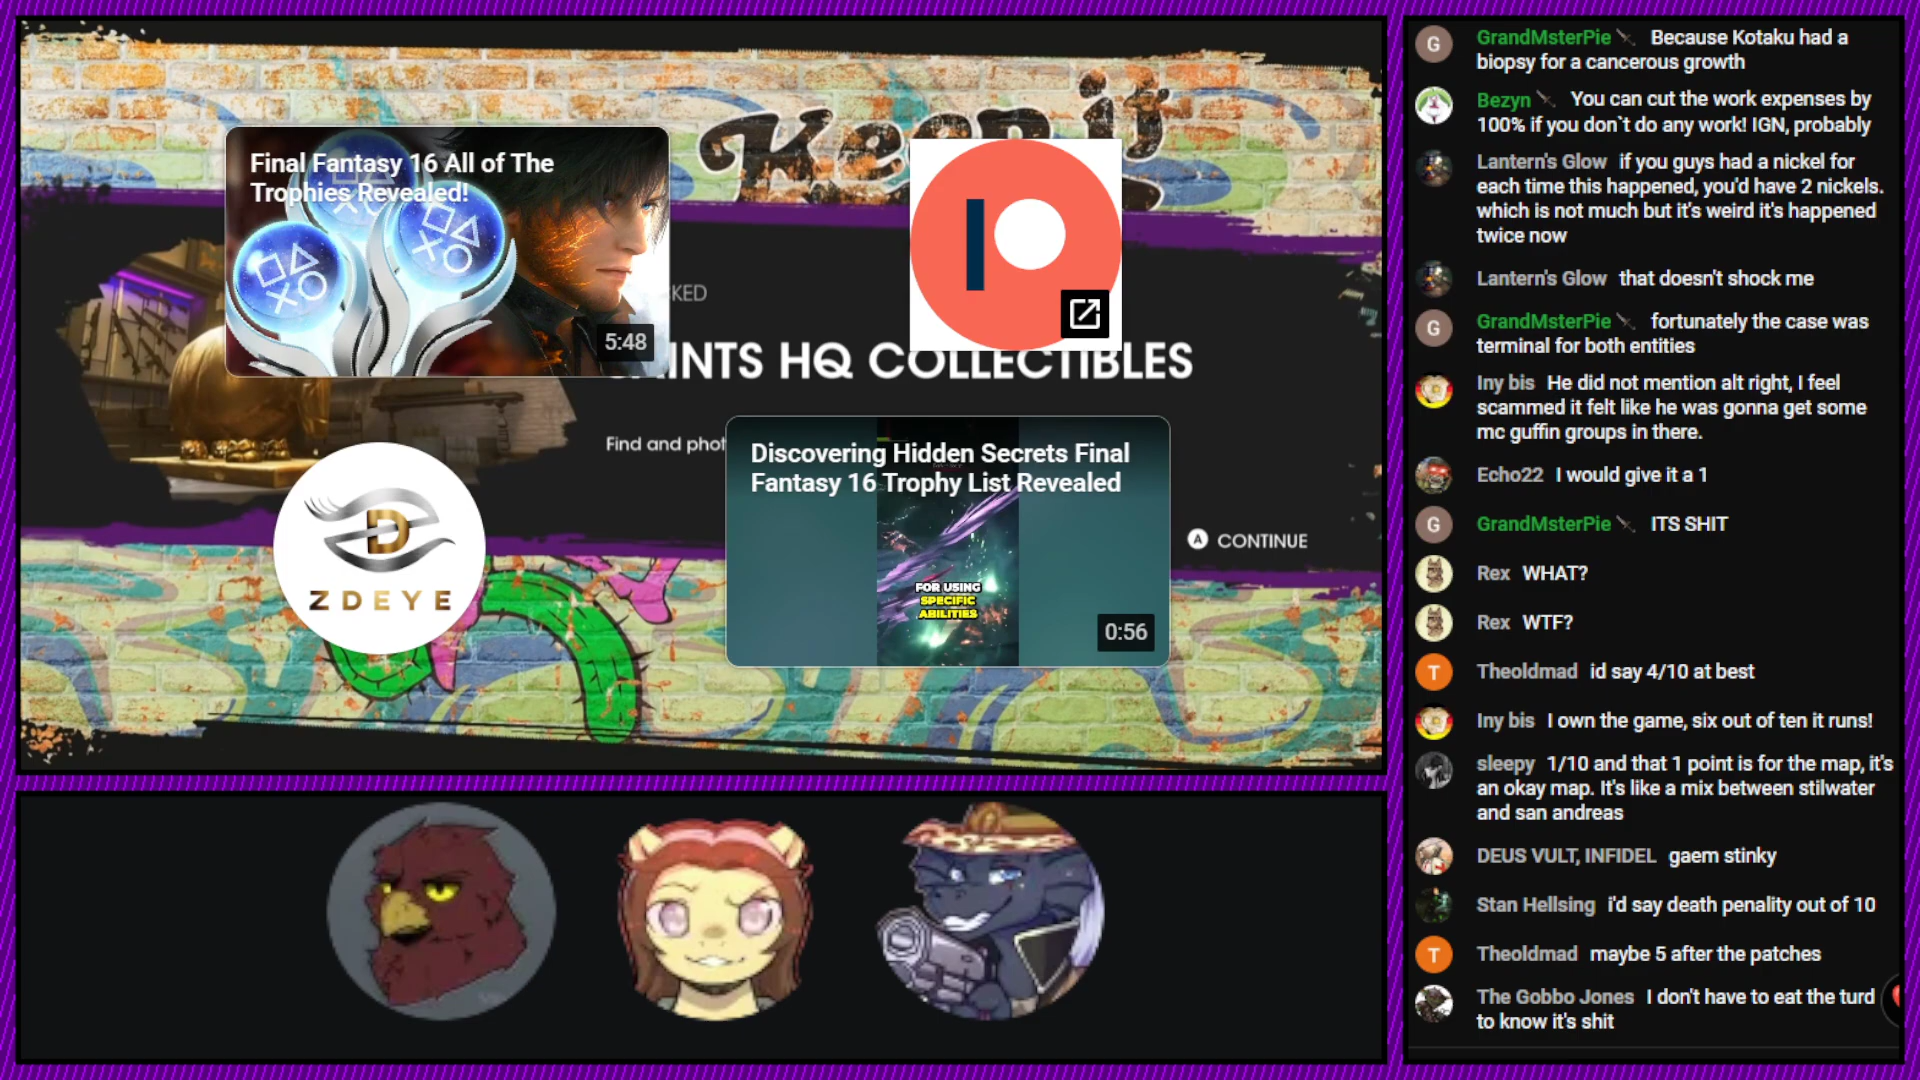 Keep it
Final Fantasy 16 All of The
Trophies Revealed!
5:48
KED
INTS HQ COLLECTIBLES
Find and phot
Discovering Hidden Secrets Final
Fantasy 16 Trophy List Revealed
FOR USING
SPECIFIC
ABILITIES
0:56
A CONTINUE
D
ZDEYE
G GrandMsterPie Because Kotaku had a
biopsy for a cancerous growth
Bezyn You can cut the work expenses by
100% if you don`t do any work! IGN, probably
Lantern's Glow if you guys had a nickel for
each time this happened, you'd have 2 nickels.
which is not much but it's weird it's happened
twice now
Lantern's Glow that doesn't shock me
G GrandMsterPie fortunately the case was
terminal for both entities
Iny bis He did not mention alt right, I feel
scammed it felt like he was gonna get some
mc guffin groups in there.
Echo22 I would give it a 1
G GrandMsterPie ITS SHIT
Rex WHAT?
Rex WTF?
T Theoldmad id say 4/10 at best
Iny bis I own the game, six out of ten it runs!
sleepy 1/10 and that 1 point is for the map, it's
an okay map. It's like a mix between stilwater
and san andreas
DEUS VULT, INFIDEL gaem stinky
Stan Hellsing i'd say death penality out of 10
T Theoldmad maybe 5 after the patches
The Gobbo Jones I don't have to eat the turd
to know it's shit